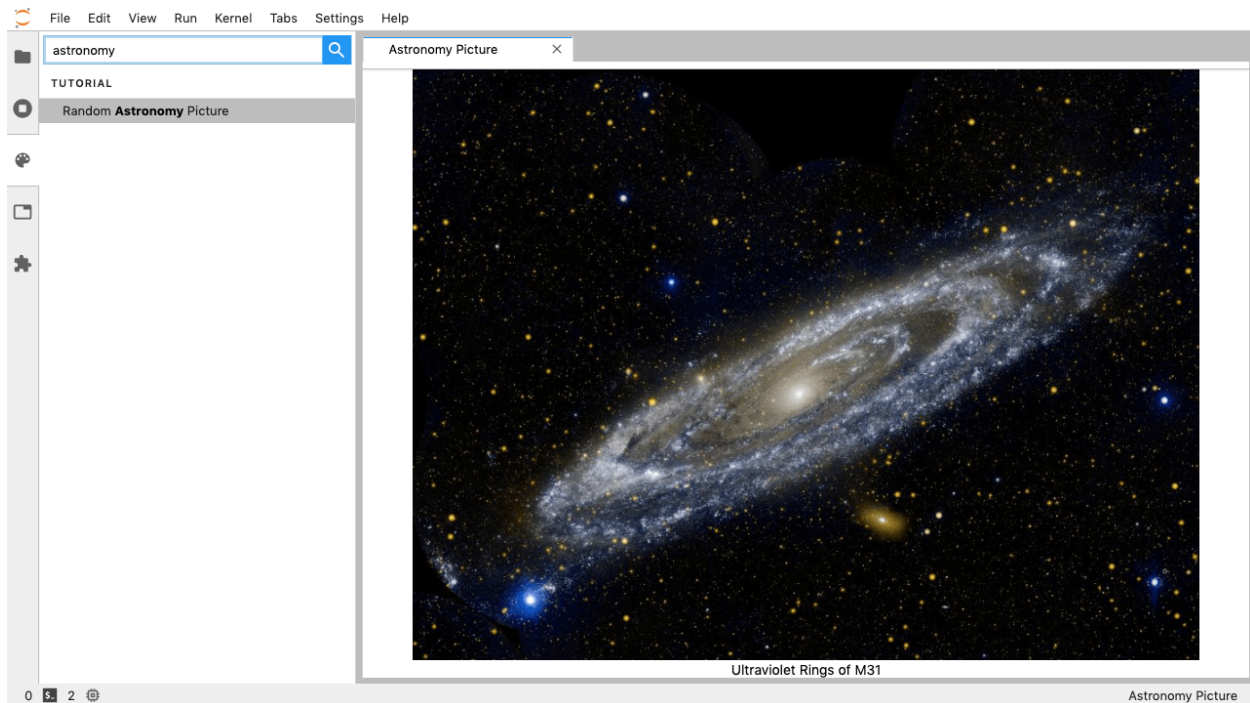 File Edit View Run Kernel Tabs Settings Help
astronomy
TUTORIAL
Random Astronomy Picture
Astronomy Picture
Ultraviolet Rings of M31
0 $_ 2
Astronomy Picture